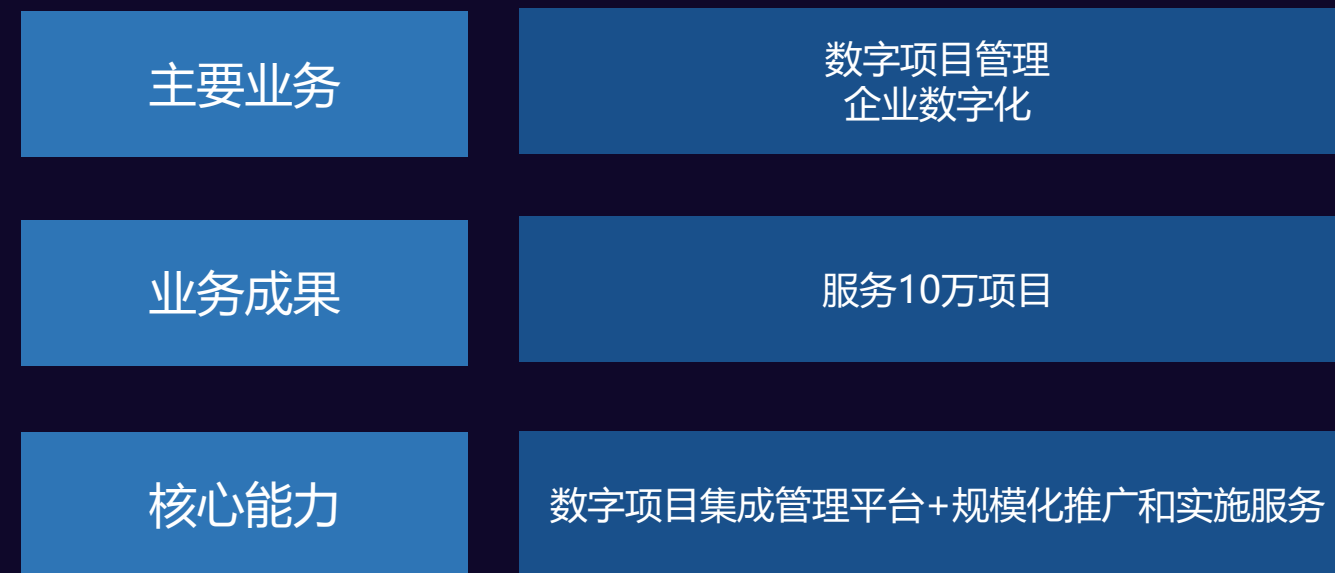 主要业务
数字项目管理
企业数字化
业务成果
服务10万项目
核心能力
数字项目集成管理平台+规模化推广和实施服务